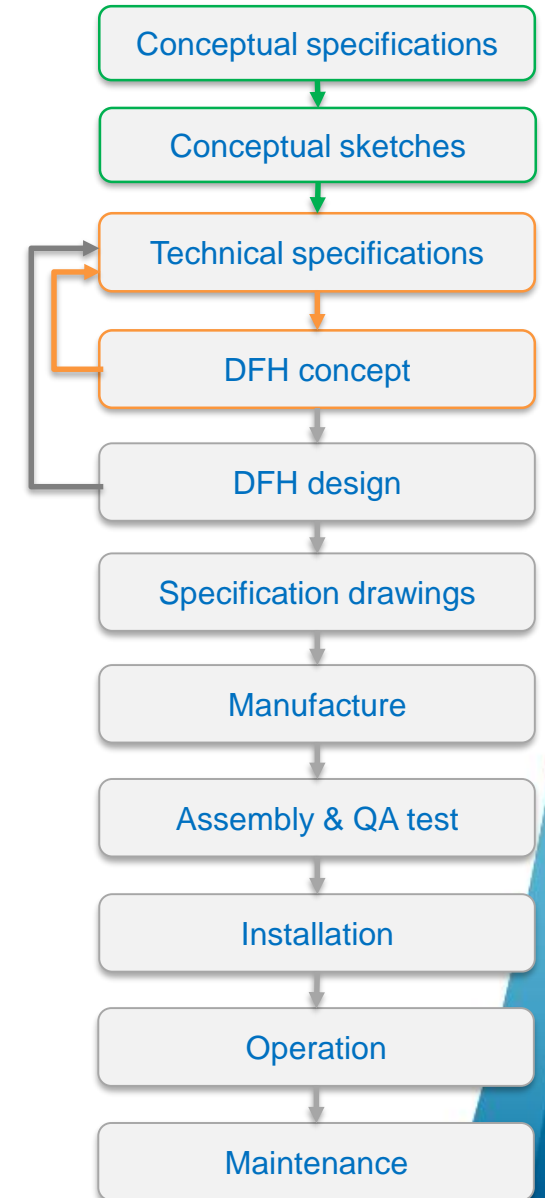 Conceptual specifications
Conceptual sketches
Technical specifications
DFH concept
DFH design
Specification drawings
Manufacture
Assembly & QA test
Installation
Operation
Maintenance